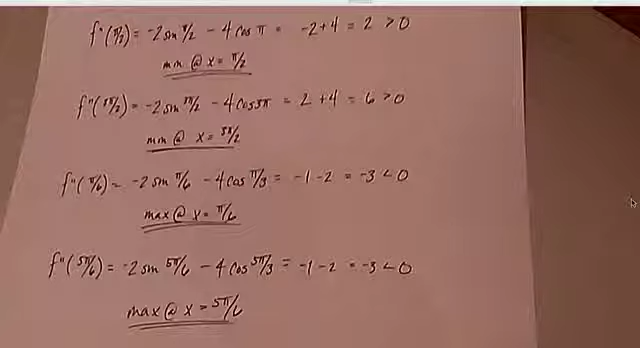 f"(π/2) = -2 sin π/2 - 4 cos π = -2+4 = 2 >0
min @ x = π/2
f"(3π/2) = -2 sin 3π/2 - 4 cos 3π = 2 +4 = 6 >0
min @ x = 3π/2
f"(π/6) = -2 sin π/6 - 4 cos π/3 = -1 -2 = -3 <0
max @ x = π/6
f"(5π/6) = -2 sin 5π/6 - 4 cos 5π/3 = -1 -2 = -3 <0
max @ x = 5π/6